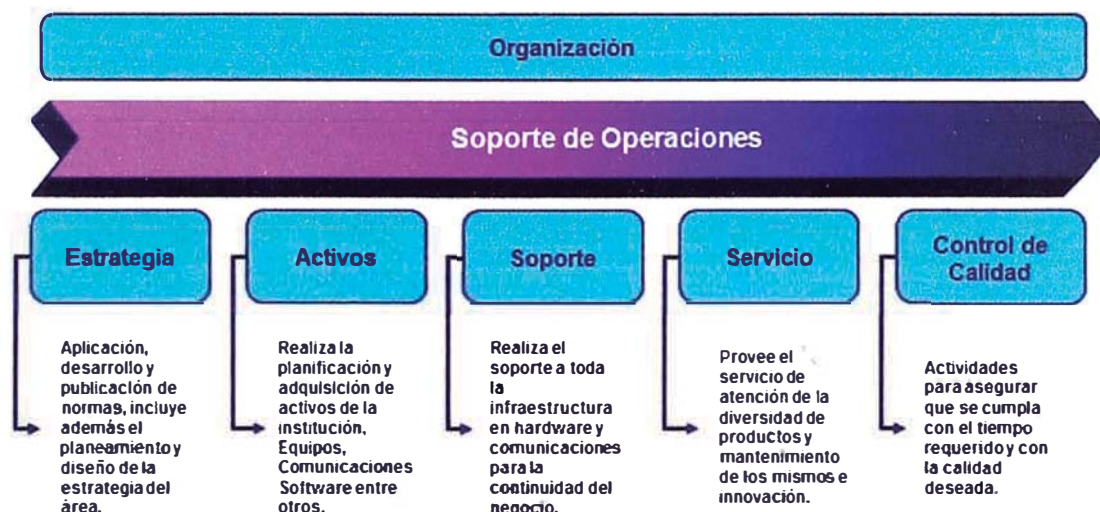 Organización
Soporte de Operaciones
Estrategia
Activos
Soporte
Servicio
Control de
Calidad
Aplicación,
desarrollo y
publicación de
normas, incluye
además el
planeamiento y
diseño de la
estrategia del
área.
Realiza la
planificación y
adquisición de
activos de la
institución,
Equipos,
Comunicaciones
Software entre
otros.
Realiza el
soporte a toda
la
infraestructura
en hardware y
comunicaciones
para la
continuidad del
negocio.
Provee el
servicio de
atención de la
diversidad de
productos y
mantenimiento
de los mismos e
innovación.
Actividades
para asegurar
que se cumpla
con el tiempo
requerido y con
la calidad
deseada.